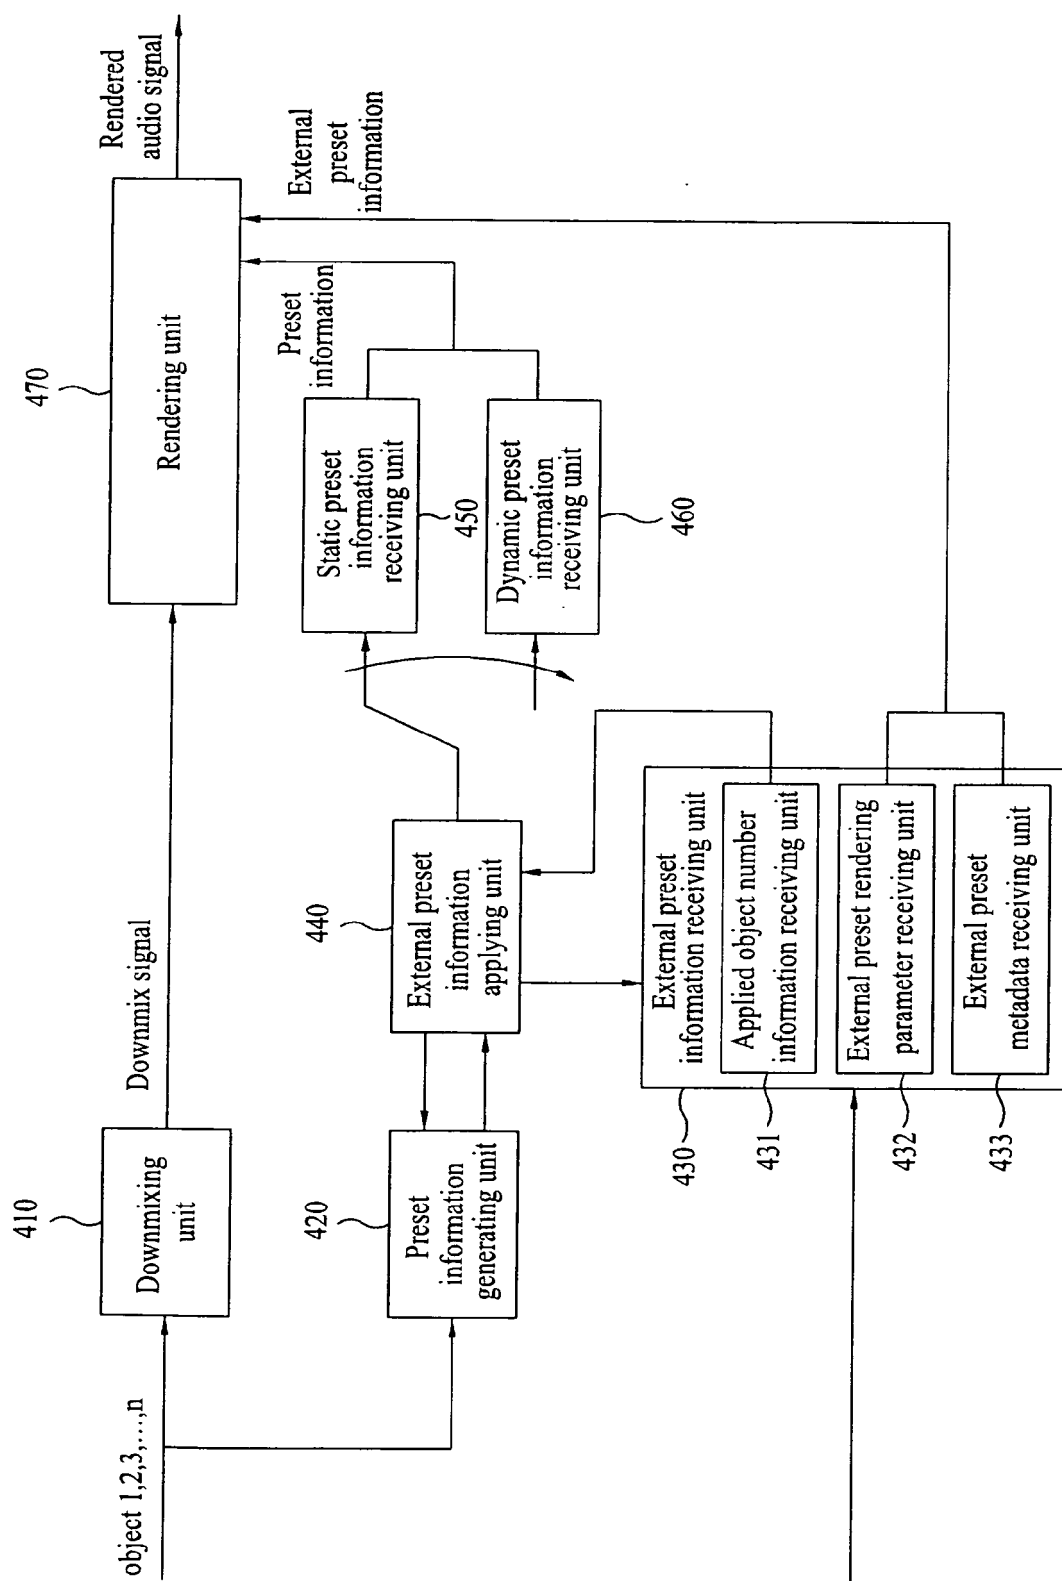 object 1,2,3,...,n
410
Downmixing
unit
Downmix signal
470
Rendering unit
Rendered
audio signal
420
Preset
information
generating unit
440
External preset
information
applying unit
Static preset
information
receiving unit
450
Dynamic preset
information
receiving unit
460
Preset
information
External
preset
information
430
External preset
information receiving unit
431
Applied object number
information receiving unit
432
External preset rendering
parameter receiving unit
433
External preset
metadata receiving unit